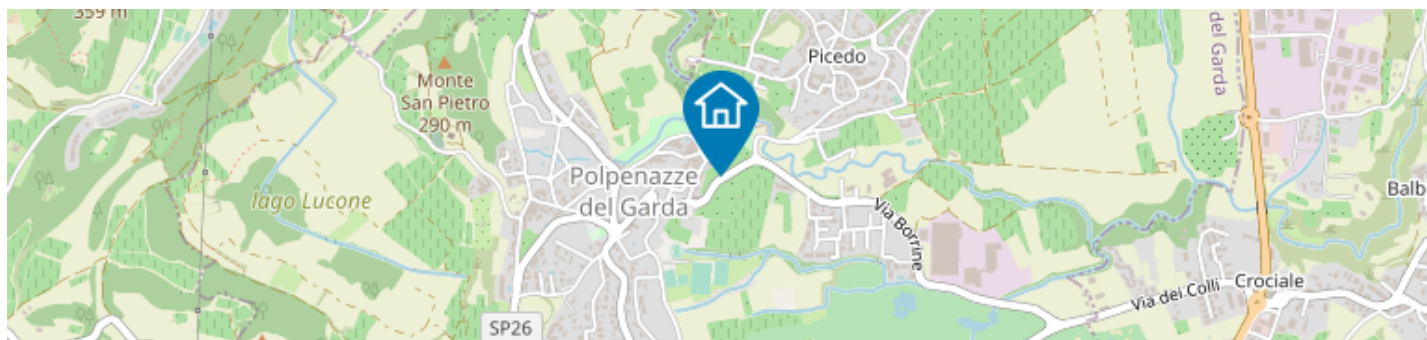 359 m
Monte
San Pietro
290 m
Picedo
del Garda
lago Lucone
Polpenazze
del Garda
Via Borrine
Balb
Via dei Colli
Crociale
SP26